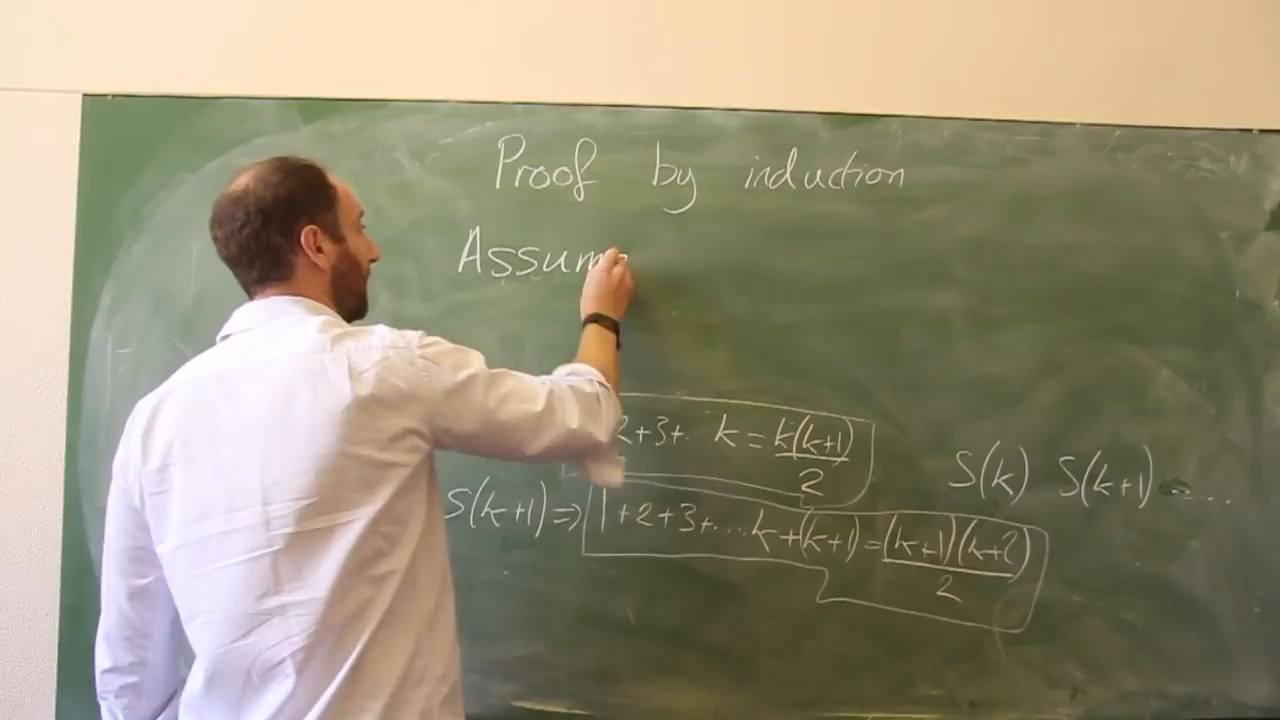 Proof by induction
Assum
2+3+.. k = k(k+1)/2
S(k) S(k+1) ....
S(k+1) => 1+2+3+....k+(k+1) = (k+1)(k+2)/2